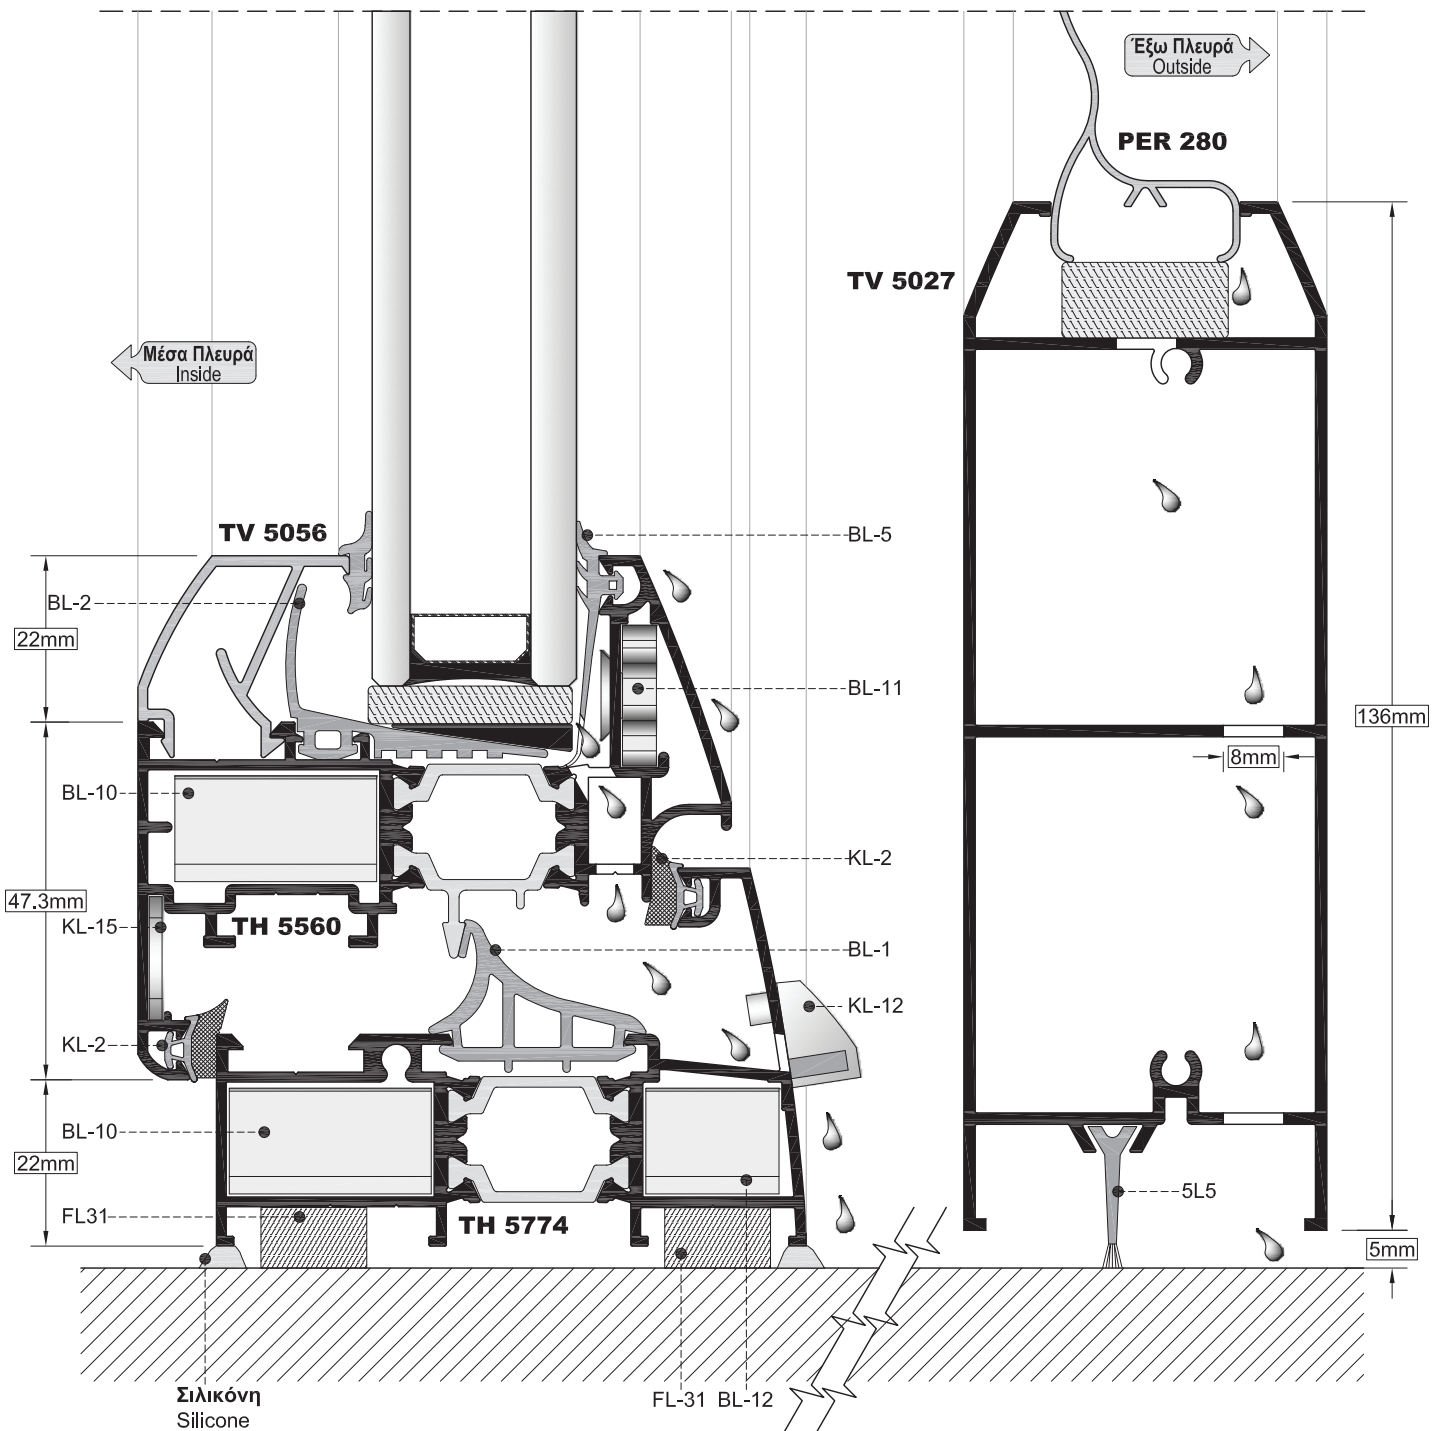 Έξω Πλευρά
Outside
PER 280
TV 5027
Μέσα Πλευρά
Inside
TV 5056
BL-5
BL-2
22mm
BL-11
136mm
8mm
BL-10
KL-2
47.3mm
KL-15
TH 5560
BL-1
KL-12
KL-2
BL-10
22mm
5L5
FL31
TH 5774
5mm
Σιλικόνη
Silicone
FL-31
BL-12